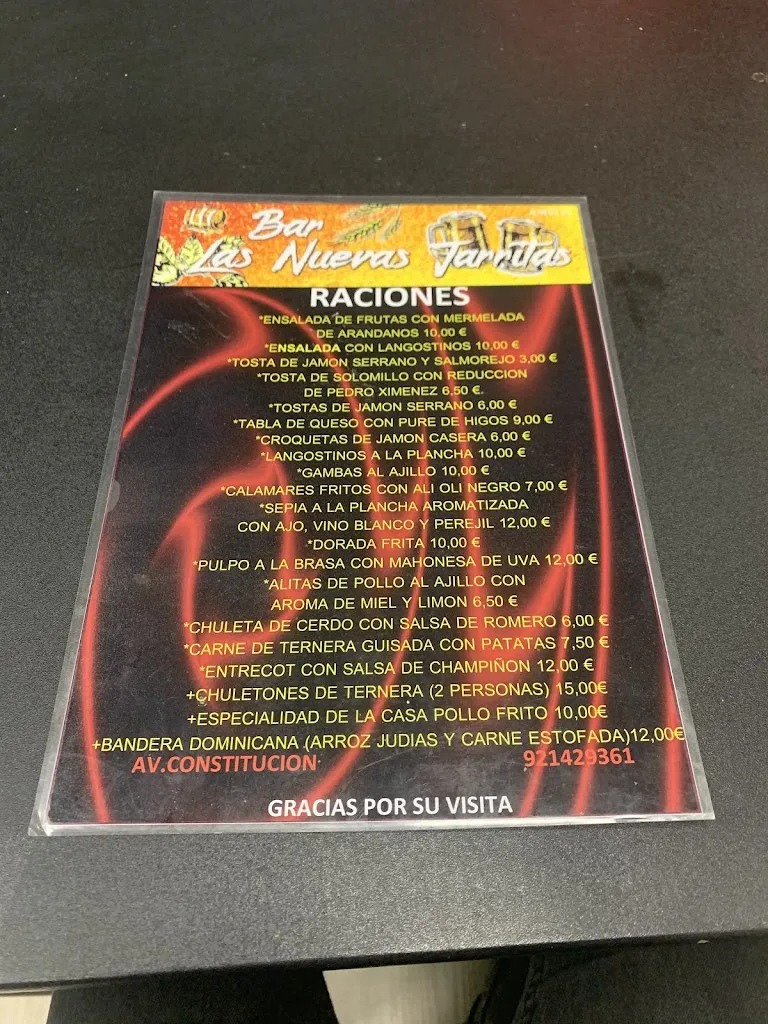 Bar
Las Nuevas Jarritas
RACIONES
*ENSALADA DE FRUTAS CON MERMELADA
DE ARANDANOS 10,00 €
*ENSALADA CON LANGOSTINOS 10,00 €
*TOSTA DE JAMON SERRANO Y SALMOREJO 3,00 €
*TOSTA DE SOLOMILLO CON REDUCCION
DE PEDRO XIMENEZ 6,50 €.
*TOSTAS DE JAMON SERRANO 6,00 €
*TABLA DE QUESO CON PURE DE HIGOS 9,00 €
*CROQUETAS DE JAMON CASERA 6,00 €
*LANGOSTINOS A LA PLANCHA 10,00 €
*GAMBAS AL AJILLO 10,00 €
*CALAMARES FRITOS CON ALI OLI NEGRO 7,00 €
*SEPIA A LA PLANCHA AROMATIZADA
CON AJO, VINO BLANCO Y PEREJIL 12,00 €
*DORADA FRITA 10,00 €
*PULPO A LA BRASA CON MAHONESA DE UVA 12,00 €
*ALITAS DE POLLO AL AJILLO CON
AROMA DE MIEL Y LIMON 6,50 €
*CHULETA DE CERDO CON SALSA DE ROMERO 6,00 €
*CARNE DE TERNERA GUISADA CON PATATAS 7,50 €
*ENTRECOT CON SALSA DE CHAMPIÑON 12,00 €
+CHULETONES DE TERNERA (2 PERSONAS) 15,00€
+ESPECIALIDAD DE LA CASA POLLO FRITO 10,00€
+BANDERA DOMINICANA (ARROZ JUDIAS Y CARNE ESTOFADA)12,00€
AV.CONSTITUCION 921429361
GRACIAS POR SU VISITA